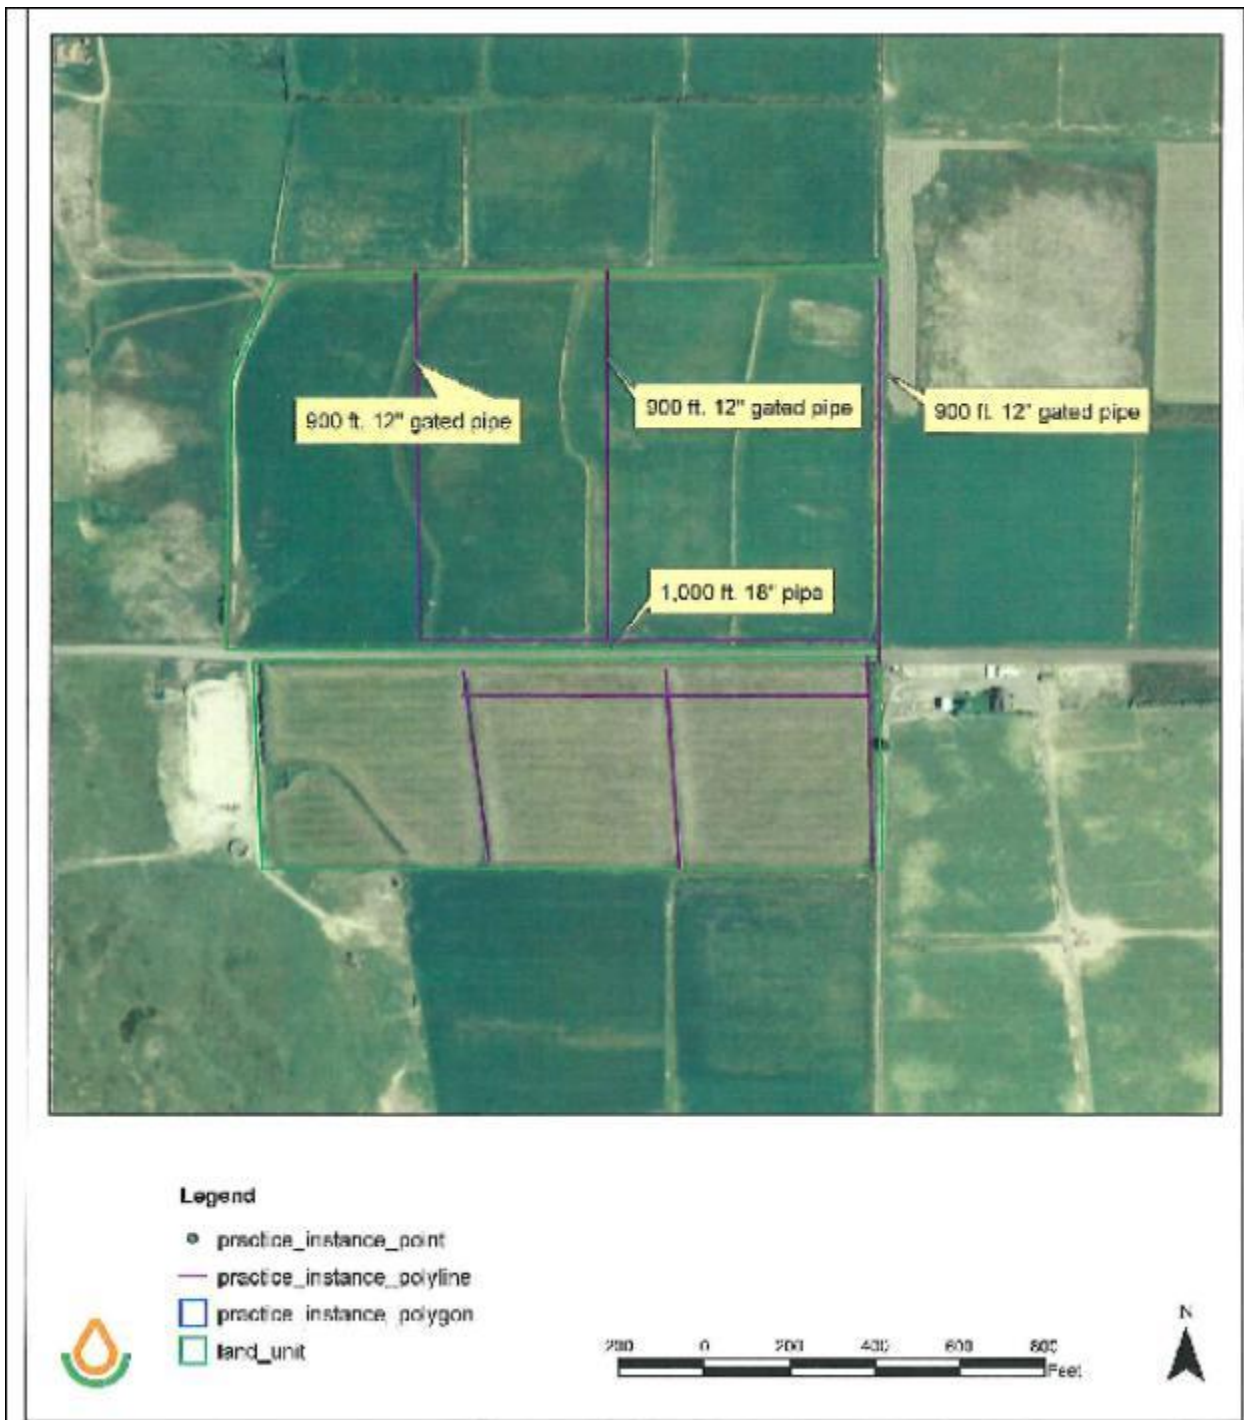 900 ft. 12" gated pipe
900 ft. 12" gated pipe
900 ft. 12" gated pipe
1,000 ft. 18" pipe
Legend
practice_instance_point
practice_instance_polyline
practice_instance_polygon
land_unit
200 0 200 400 600 800
Feet
N